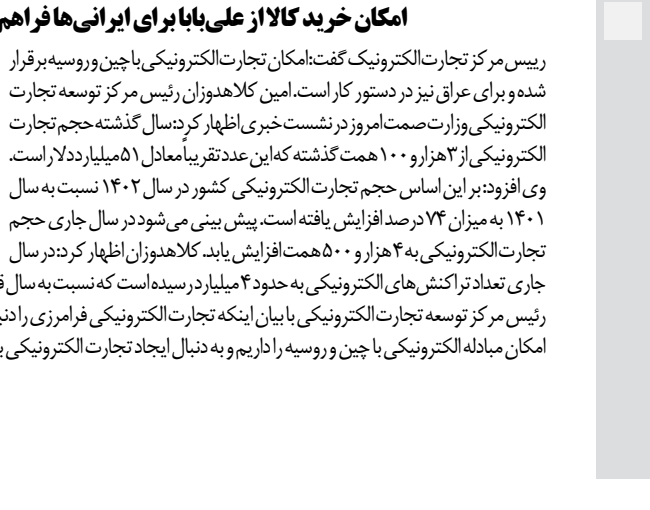 امکان خرید کالا از علی‌بابا برای ایرانی‌ها فراهم
رییس مرکز تجارت‌الکترونیک گفت:امکان تجارت‌الکترونیکی‌با چین و روسیه برقرار
شده و برای عراق نیز در دستور کار است. امین کلاهدوزان رئیس مرکز توسعه تجارت
الکترونیکی وزارت صمت امروز در نشست خبری اظهار کرد: سال گذشته حجم تجارت
الکترونیکی از ۳هزار و ۱۰۰ همت گذشته که این عدد تقریباً معادل ۵۱ میلیارد دلار است.
وی افزود: بر این اساس حجم تجارت الکترونیکی کشور در سال ۱۴۰۲ نسبت به سال
۱۴۰۱ به میزان ۷۴ درصد افزایش یافته است. پیش بینی می‌شود در سال جاری حجم
تجارت الکترونیکی به ۴ هزار و ۵۰۰ همت افزایش یابد. کلاهدوزان اظهار کرد: در سال
جاری تعداد تراکنش‌های الکترونیکی به حدود ۴ میلیارد رسیده است که نسبت به سال
رئیس مرکز توسعه تجارت الکترونیکی با بیان اینکه تجارت الکترونیکی فرامرزی را
امکان مبادله الکترونیکی با چین و روسیه را داریم و به دنبال ایجاد تجارت الکترونیکی